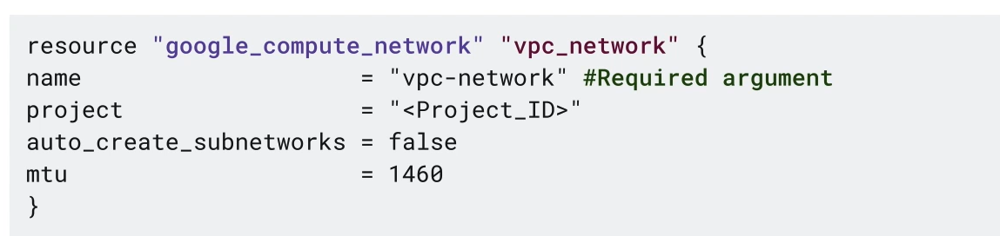 resource "google_compute_network" "vpc_network" {
name                     = "vpc-network" #Required argument
project                  = "<Project_ID>"
auto_create_subnetworks = false
mtu                      = 1460
}